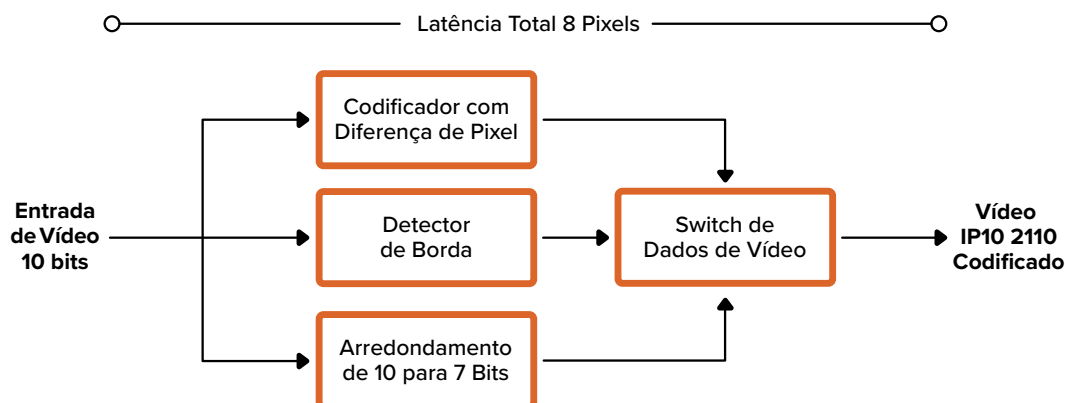 Latência Total 8 Pixels
Codificador com
Diferença de Pixel
Entrada
de Vídeo
10 bits
Detector
de Borda
Switch de
Dados de Vídeo
Vídeo
IP10 2110
Codificado
Arredondamento
de 10 para 7 Bits